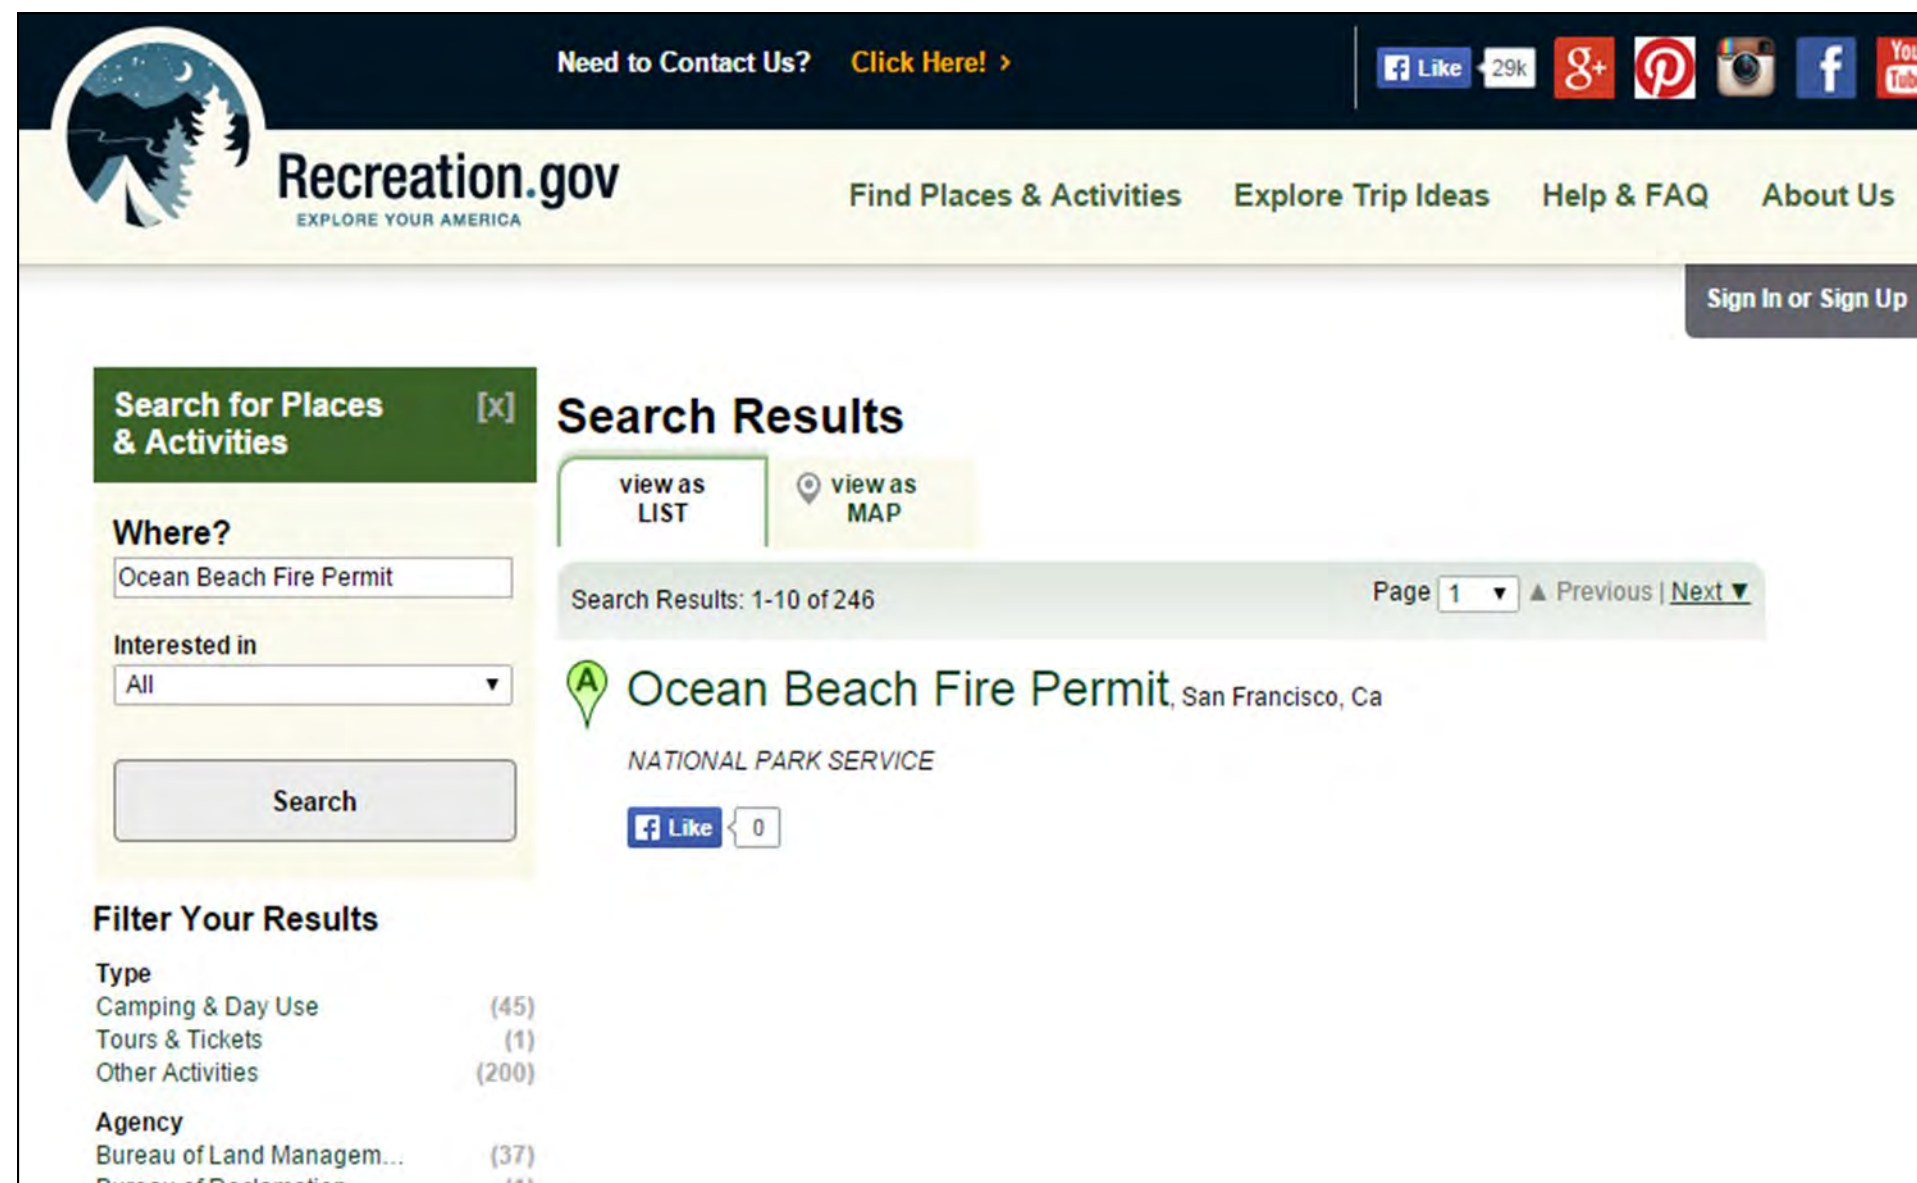 Need to Contact Us? Click Here! ›
Like 29k
g+
You
Tube
Recreation.gov
EXPLORE YOUR AMERICA
Find Places & Activities Explore Trip Ideas Help & FAQ About Us
Sign In or Sign Up
Search for Places [x]
& Activities
Where?
Ocean Beach Fire Permit
Interested in
All
Search
Filter Your Results
Type
Camping & Day Use (45)
Tours & Tickets (1)
Other Activities (200)
Agency
Bureau of Land Managem... (37)
Search Results
view as
LIST
view as
MAP
Search Results: 1-10 of 246
Page 1 ▼ ▲ Previous | Next ▼
A
Ocean Beach Fire Permit, San Francisco, Ca
NATIONAL PARK SERVICE
Like 0